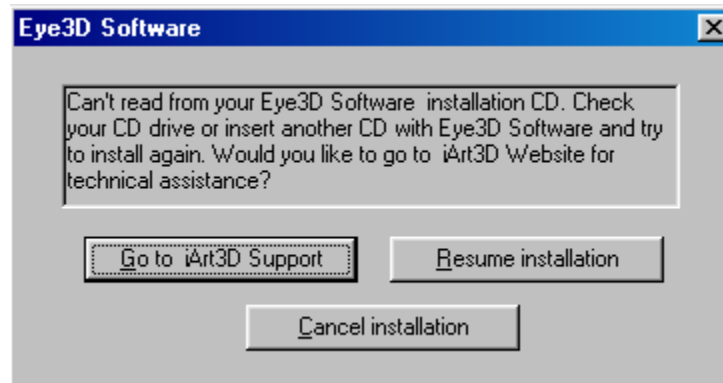 Eye3D Software
Can't read from your Eye3D Software  installation CD. Check
your CD drive or insert another CD with Eye3D Software and try
to install again. Would you like to go to  iArt3D Website for
technical assistance?
Go to  iArt3D Support
Resume installation
Cancel installation